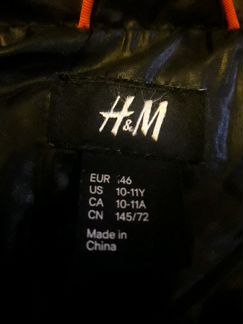 H&M
EUR 146
US 10-11Y
CA 10-11A
CN 145/72
Made in
China